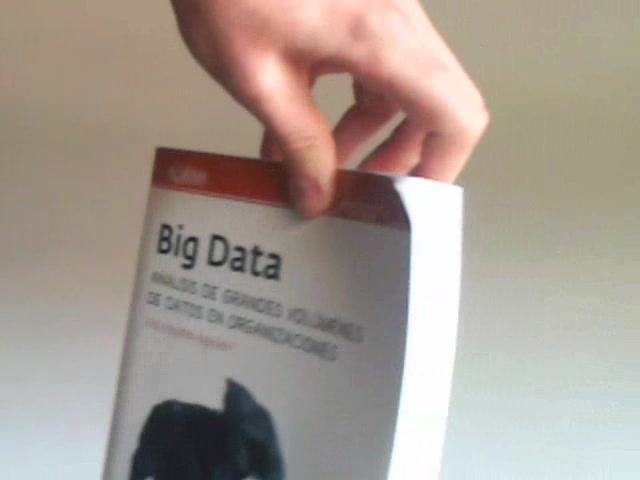 Big Data
ANÁLISIS DE GRANDES VOLÚMENES
DE DATOS EN ORGANIZACIONES